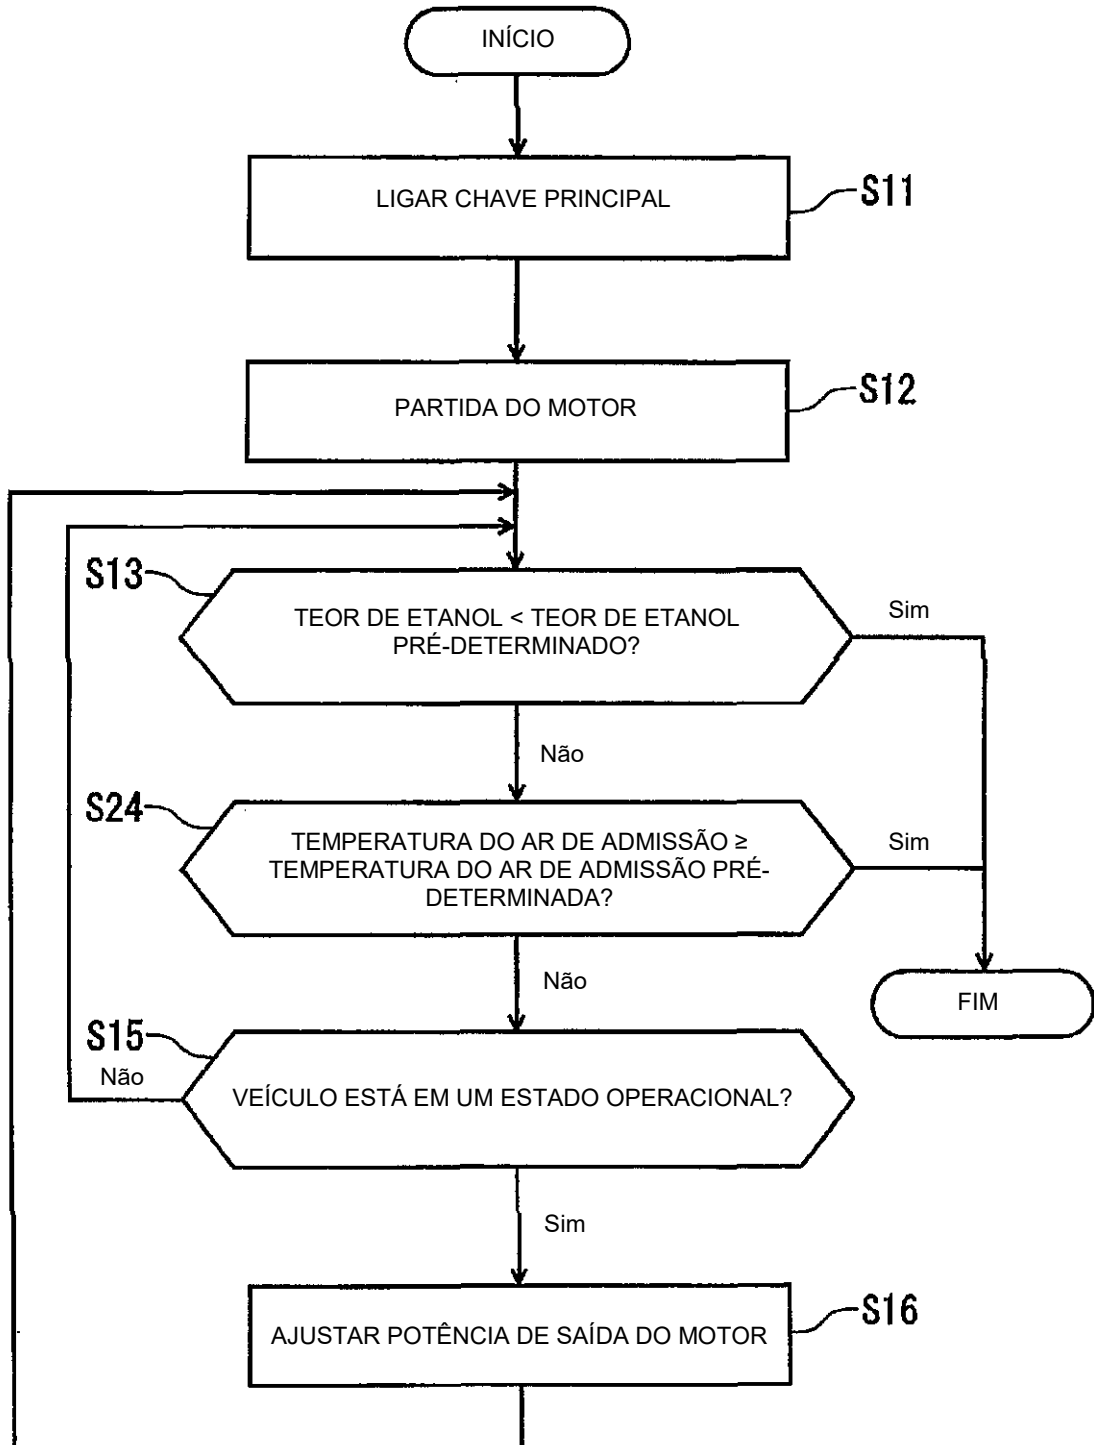 INÍCIO
LIGAR CHAVE PRINCIPAL
S11
PARTIDA DO MOTOR
S12
S13
TEOR DE ETANOL < TEOR DE ETANOL
PRÉ-DETERMINADO?
Sim
Não
S24
TEMPERATURA DO AR DE ADMISSÃO ≥
TEMPERATURA DO AR DE ADMISSÃO PRÉ-
DETERMINADA?
Sim
Não
FIM
S15
Não
VEÍCULO ESTÁ EM UM ESTADO OPERACIONAL?
Sim
AJUSTAR POTÊNCIA DE SAÍDA DO MOTOR
S16